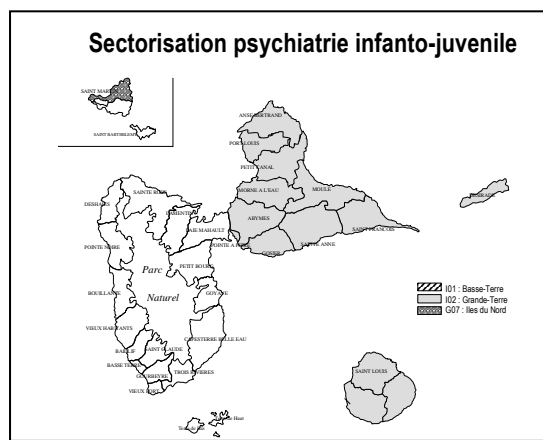 Sectorisation psychiatrie infanto-juvenile
SAINT MARTIN
SAINT BARTHELEMY
ANSE BERTRAND
PORT LOUIS
PETIT CANAL
MORNE A L'EAU
MOULE
DESIRADE
SAINTE ROSE
DESHAIES
LAMENTIN
BAIE MAHAULT
ABYMES
SAINT FRANCOIS
SAINTE ANNE
POINTE A PITRE
GOSIER
POINTE NOIRE
PETIT BOURG
Parc
Naturel
BOUILLANTE
GOYAVE
I01 : Basse-Terre
I02 : Grande-Terre
G07 : Iles du Nord
VIEUX HABITANTS
CAPESTERRE BELLE EAU
SAINT CLAUDE
BAILLIF
BASSE TERRE
GOURBEYRE
TROIS RIVIERES
VIEUX FORT
SAINT LOUIS